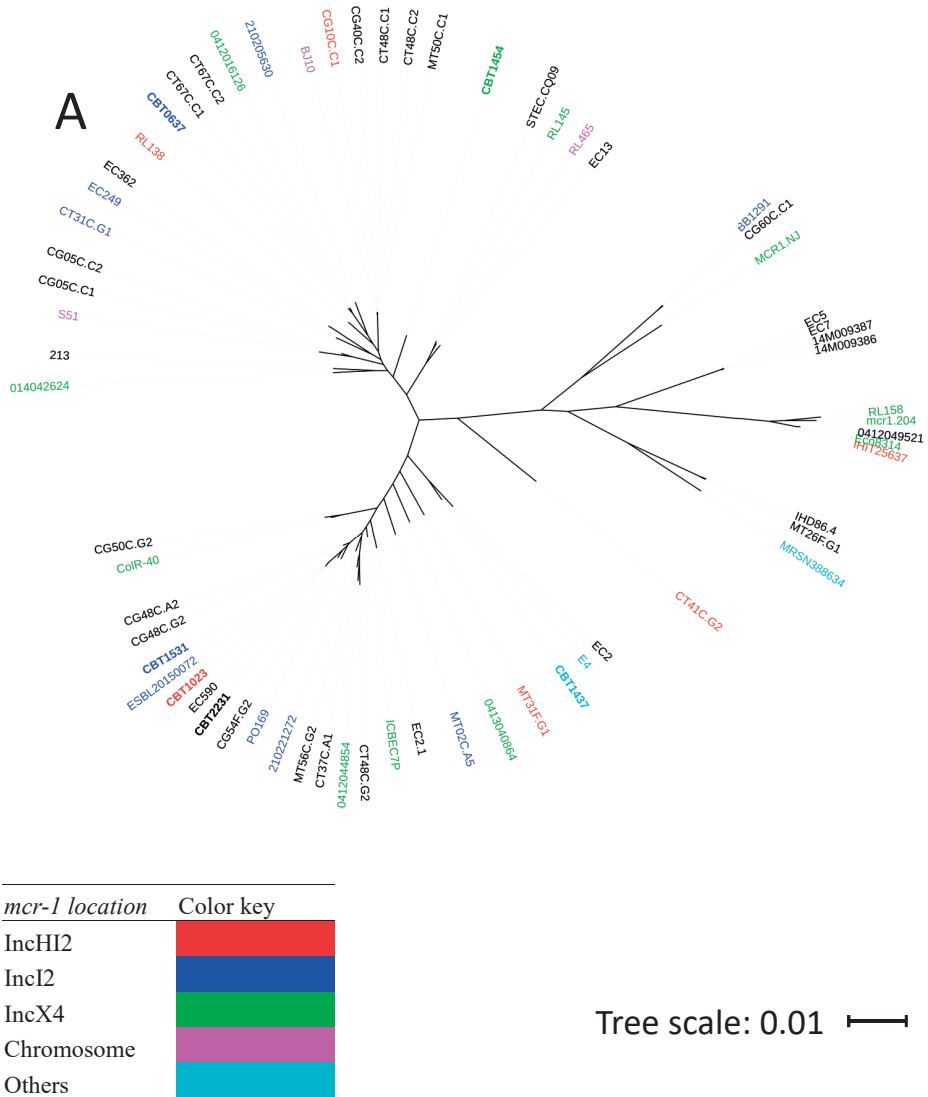 A
014042624
213
S51
CG05C.C1
CG05C.C2
CT31C.G1
EC249
EC362
RL138
CBT0637
CT67C.C1
CT67C.C2
0412016126
210205630
BJ10
CG10C.C1
CG40C.C2
CT48C.C1
CT48C.C2
MT50C.C1
CBT1454
STEC.CQ09
RL145
RL465
EC13
BB1291
CG60C.C1
MCR1.NJ
EC5
EC7
14M009387
14M009386
RL158
mcr1.204
0412049521
Eco8314
IHIT25637
IHD86.4
MT26F.G1
MRSN388634
CT41C.G2
EC2
E4
CBT1437
MT31F.G1
0413040864
MT02C.A5
EC2.1
ICBEC7P
CT48C.G2
0412044854
CT37C.A1
MT56C.G2
210221272
PO169
CG54F.G2
CBT2231
EC590
CBT1023
ESBL20150072
CBT1531
CG48C.G2
CG48C.A2
ColR-40
CG50C.G2
mcr-1 location Color key
IncHI2
IncI2
IncX4
Chromosome
Others
Tree scale: 0.01